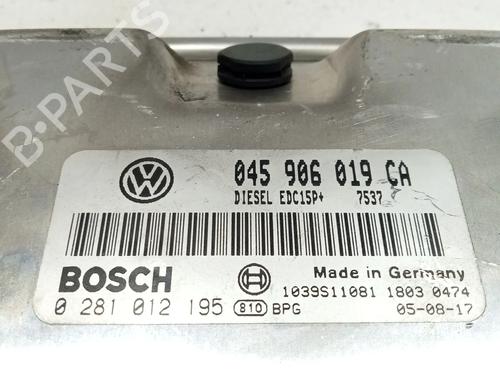 B-PARTS
045 906 019 CA
DIESEL EDC15P+ 7537
BOSCH
Made in Germany
1039S11081 1803 0474
0 281 012 195 810 BPG 05-08-17